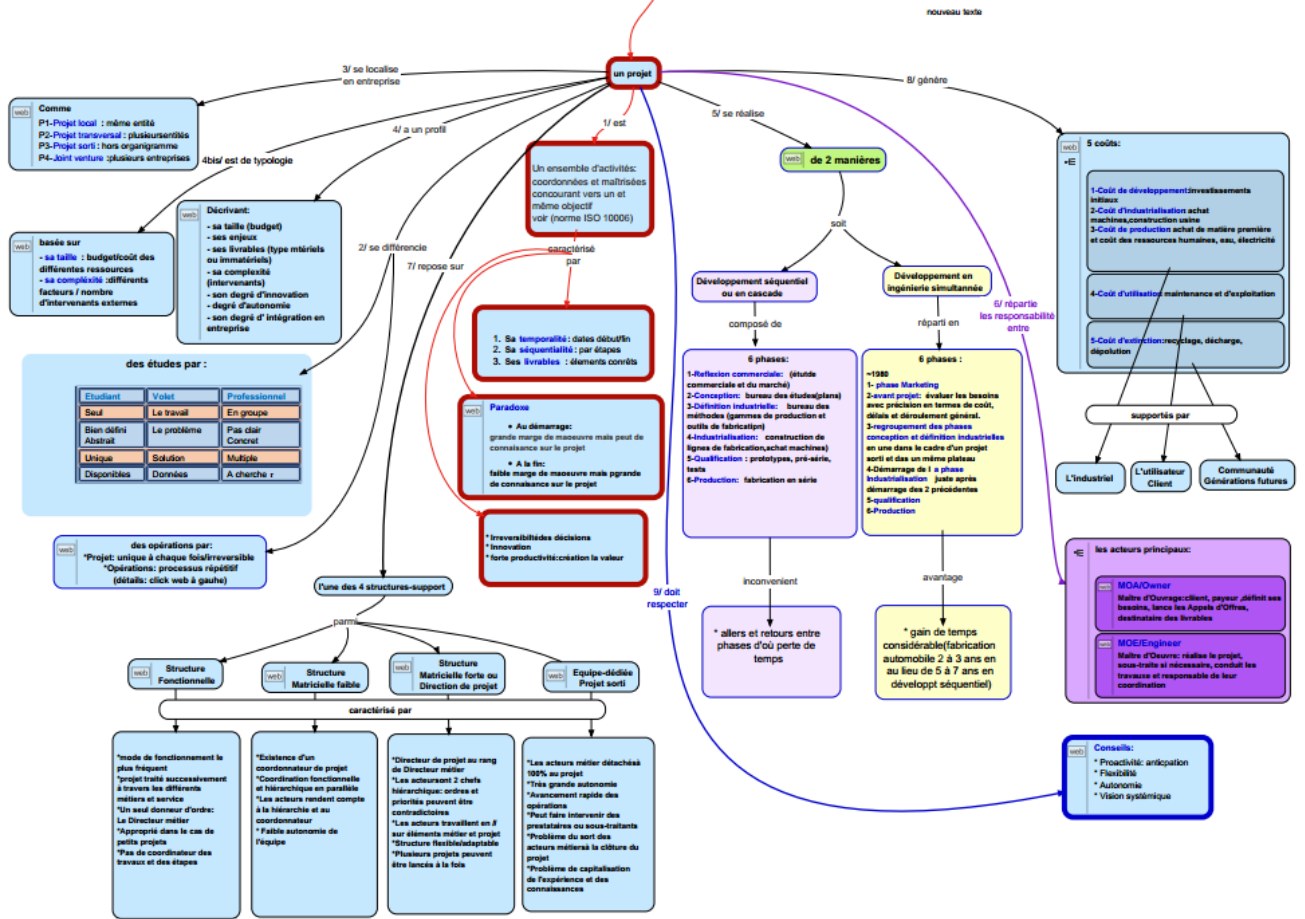 nouveau texte
un projet
3/ se localise
en entreprise
8/ génère
web
Comme
P1-Projet local : même entité
P2-Projet transversal : plusieursentités
P3-Projet sorti : hors organigramme
P4-Joint venture :plusieurs entreprises
4/ a un profil
1/ est
5/ se réalise
4bis/ est de typologie
Un ensemble d'activités:
coordonnées et maîtrisées
concourant vers un et
même objectif
voir (norme ISO 10006)
web
de 2 manières
web
5 coûts:
1-Coût de développement:investissements
initiaux
2-Coût d'industrialisation: achat
machines,construction usine
3-Coût de production: achat de matière première
et coût des ressources humaines, eau, électricité
4-Coût d'utilisation: maintenance et d'exploitation
5-Coût d'extinction:recyclage, décharge,
dépolution
supportés par
L'industriel
L'utilisateur
Client
Communauté
Générations futures
web
basée sur
- sa taille : budget/coût des
différentes ressources
- sa compléxité :différents
facteurs / nombre
d'intervenants externes
web
Décrivant:
- sa taille (budget)
- ses enjeux
- ses livrables (type mtériels
ou immatériels)
- sa complexité
(intervenants)
- son degré d'innovation
- degré d'autonomie
- son degré d' intégration en
entreprise
2/ se différencie
7/ repose sur
caractérisé
par
soit
Développement séquentiel
ou en cascade
Développement en
ingénierie simultannée
6/ répartie
les responsabilité
entre
composé de
réparti en
1. Sa temporalité : dates début/fin
2. Sa séquentialité : par étapes
3. Ses livrables : élements conrêts
des études par :
Etudiant Volet Professionnel
Seul Le travail En groupe
Bien défini Le problème Pas clair
Abstrait Concret
Unique Solution Multiple
Disponibles Données A cherche r
web
Paradoxe
• Au démarrage:
grande marge de maoeuvre mais peut de
connaissance sur le projet
• A la fin:
faible marge de maoeuvre mais pgrande
de connaissance sur le projet
* Irreversibiltédes décisions
* Innovation
* forte productivité:création la valeur
6 phases:
1-Reflexion commerciale: (étutde
commerciale et du marché)
2-Conception: bureau des études(plans)
3-Définition industrielle: bureau des
méthodes (gammes de production et
outils de fabrication)
4-Industrialisation: construction de
lignes de fabrication,achat machines)
5-Qualification : prototypes, pré-série,
tests
6-Production: fabrication en série
6 phases :
~1980
1- phase Marketing
2-avant projet: évaluer les besoins
avec précision en termes de coût,
délais et déroulement général.
3-regroupement des phases
conception et définition industrielles
en une dans le cadre d'un projet
sorti et das un même plateau
4-Démarrage de l a phase
Industrialisation juste après
démarrage des 2 précédentes
5-qualification
6-Production
web
des opérations par:
*Projet: unique à chaque fois/irreversible
*Opérations: processus répétitif
(détails: click web à gauhe)
l'une des 4 structures-support
9/ doit
respecter
inconvenient
avantage
* allers et retours entre
phases d'où perte de
temps
* gain de temps
considérable(fabrication
automobile 2 à 3 ans en
au lieu de 5 à 7 ans en
développt séquentiel)
les acteurs principaux:
web
MOA/Owner
Maître d'Ouvrage:cliient, payeur ,définit ses
besoins, lance les Appels d'Offres,
destinataire des livrables
web
MOE/Engineer
Maître d'Oeuvre: réalise le projet,
sous-traite si nécessaire, conduit les
travaux et responsable de leur
coordination
parmi
web
Structure
Fonctionnelle
web
Structure
Matricielle faible
web
Structure
Matricielle forte ou
Direction de projet
web
Equipe-dédiée
Projet sorti
caractérisé par
*mode de fonctionnement le
plus fréquent
*projet traité successivement
à travers les différents
métiers et service
*Un seul donneur d'ordre:
Le Directeur métier
*Approprié dans le cas de
petits projets
*Pas de coordinateur des
travaux et des étapes
*Existence d'un
coordonnateur de projet
*Coordination fonctionnelle
et hiérarchique en parallèle
*Les acteurs rendent compte
à la hiérarchie et au
coordonnateur
* Faible autonomie de
l'équipe
*Directeur de projet au rang
de Directeur métier
*Les acteursont 2 chefs
hiérarchique: ordres et
priorités peuvent être
contradictoires
*Les acteurs travaillent en //
sur éléments métier et projet
*Structure flexible/adaptable
*Plusieurs projets peuvent
être lancés à la fois
*Les acteurs métier détachésà
100% au projet
*Très grande autonomie
*Avancement rapide des
opérations
*Peut faire intervenir des
prestataires ou sous-traitants
*Problème du sort des
acteurs métiersà la clôture du
projet
*Problème de capitalisation
de l'expérience et des
connaissances
web
Conseils:
* Proactivité: anticpation
* Flexibilité
* Autonomie
* Vision systèmique